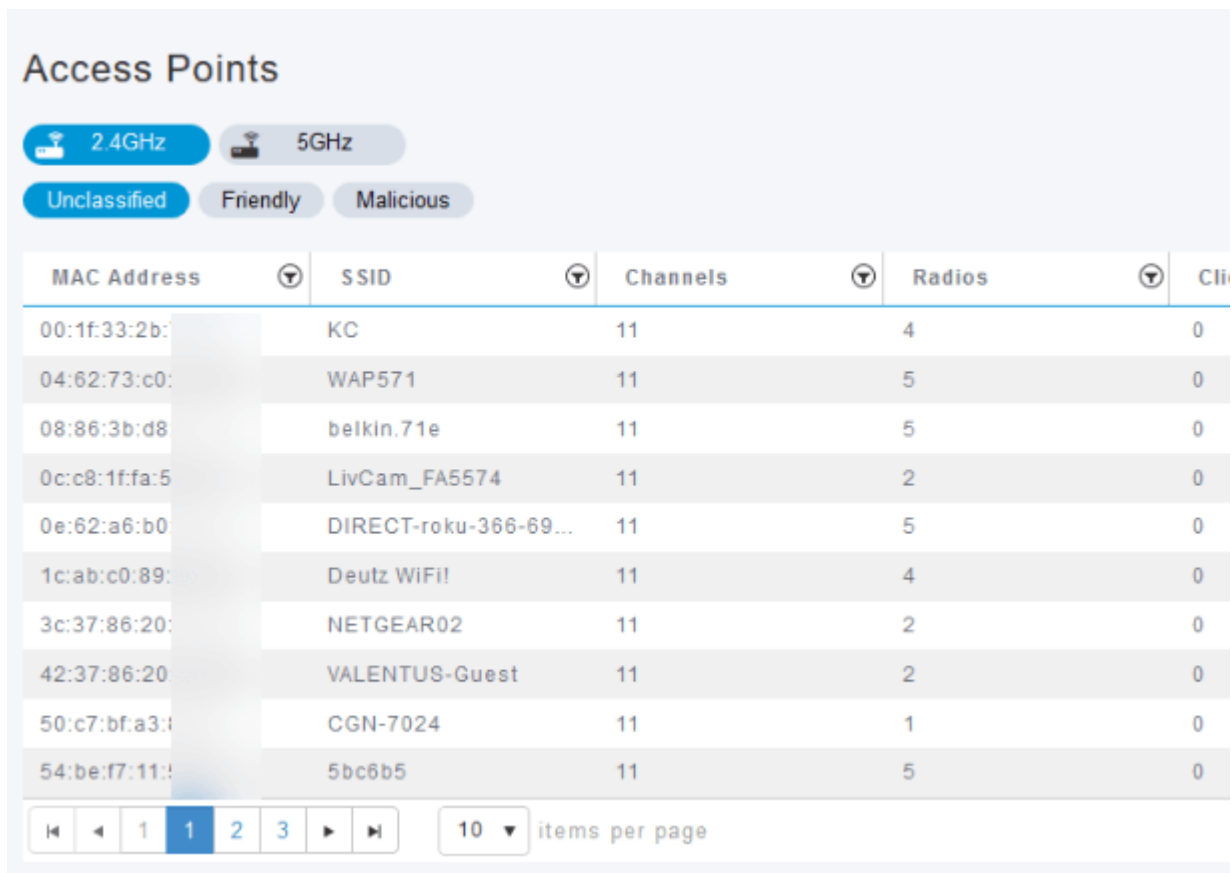 Access Points
2.4GHz 5GHz
Unclassified Friendly Malicious
MAC Address SSID Channels Radios Cli
00:1f:33:2b: KC 11 4 0
04:62:73:c0: WAP571 11 5 0
08:86:3b:d8 belkin.71e 11 5 0
0c:c8:1f:fa:5 LivCam_FA5574 11 2 0
0e:62:a6:b0 DIRECT-roku-366-69... 11 5 0
1c:ab:c0:89: Deutz WiFi! 11 4 0
3c:37:86:20: NETGEAR02 11 2 0
42:37:86:20 VALENTUS-Guest 11 2 0
50:c7:bf:a3: CGN-7024 11 1 0
54:be:f7:11: 5bc6b5 11 5 0
1 1 2 3 10 items per page